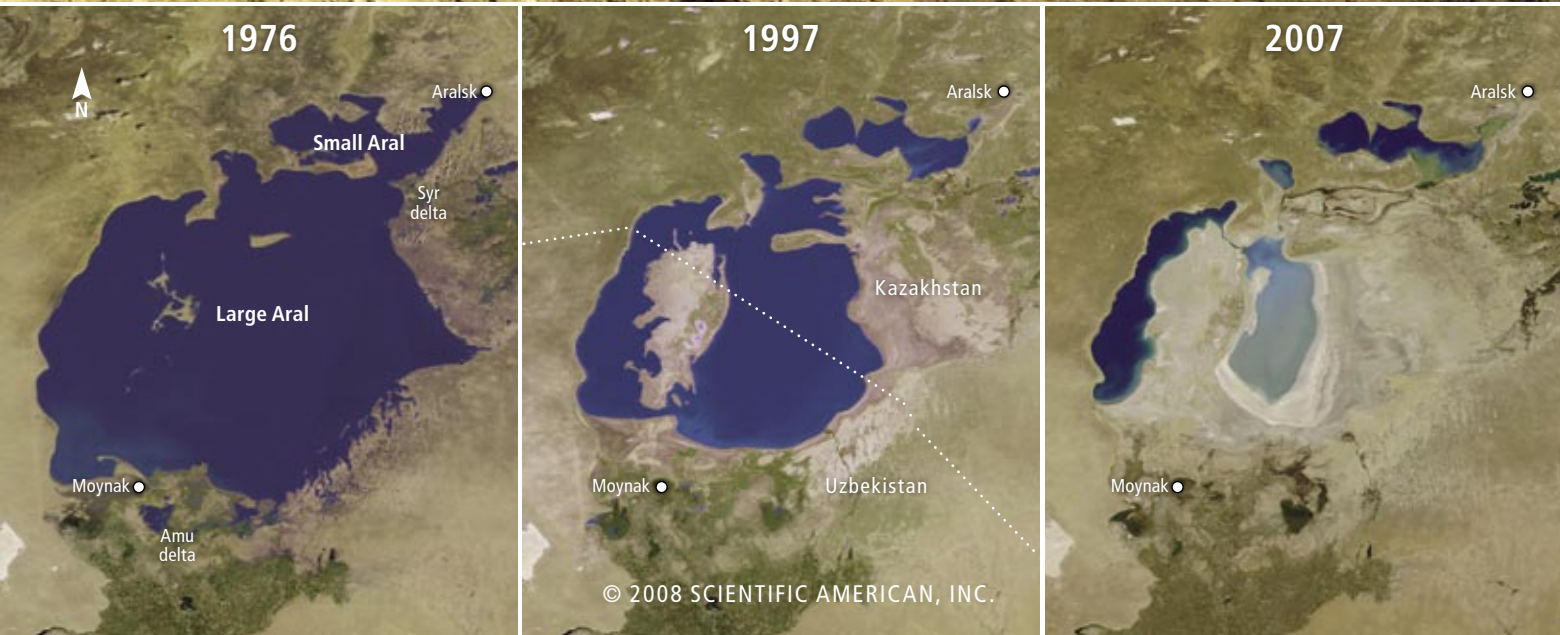 1976
N
Aralsk
Small Aral
Syr
delta
Large Aral
Moynak
Amu
delta
1997
Aralsk
Kazakhstan
Moynak
Uzbekistan
© 2008 SCIENTIFIC AMERICAN, INC.
2007
Aralsk
Moynak